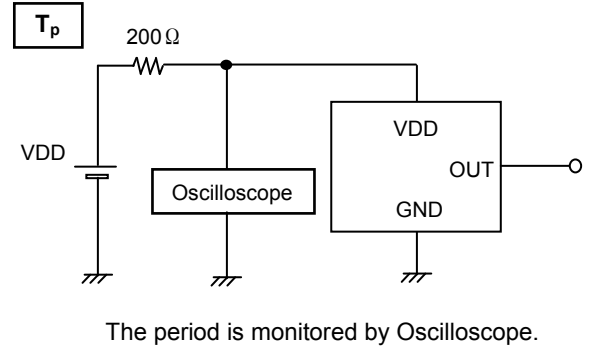 Tp
200Ω
VDD
Oscilloscope
VDD
OUT
GND
The period is monitored by Oscilloscope.